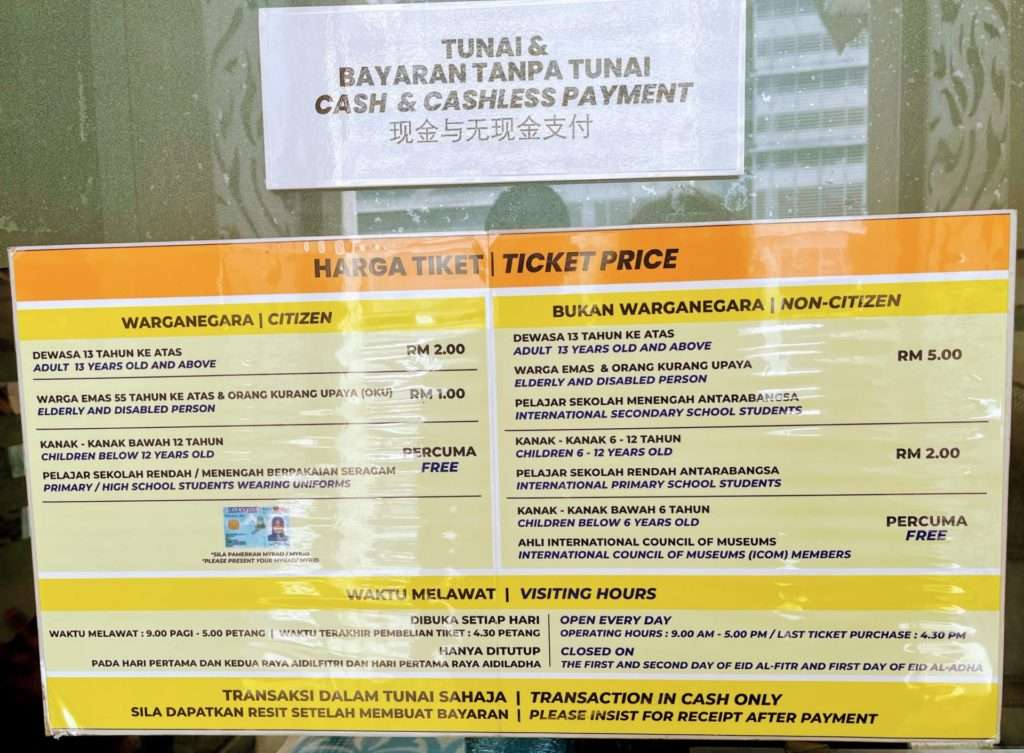 TUNAI &
BAYARAN TANPA TUNAI
CASH & CASHLESS PAYMENT
现金与无现金支付
HARGA TIKET | TICKET PRICE
WARGANEGARA | CITIZEN
DEWASA 13 TAHUN KE ATAS
ADULT 13 YEARS OLD AND ABOVE
RM 2.00
WARGA EMAS 55 TAHUN KE ATAS & ORANG KURANG UPAYA (OKU)
ELDERLY AND DISABLED PERSON
RM 1.00
KANAK - KANAK BAWAH 12 TAHUN
CHILDREN BELOW 12 YEARS OLD
PELAJAR SEKOLAH RENDAH / MENENGAH BERPAKAIAN SERAGAM
PRIMARY / HIGH SCHOOL STUDENTS WEARING UNIFORMS
PERCUMA
FREE
*SILA PAMERKAN MYKAD / MYKID
*PLEASE PRESENT YOUR MYKAD/ MYKID
BUKAN WARGANEGARA | NON-CITIZEN
DEWASA 13 TAHUN KE ATAS
ADULT 13 YEARS OLD AND ABOVE
WARGA EMAS & ORANG KURANG UPAYA
ELDERLY AND DISABLED PERSON
PELAJAR SEKOLAH MENENGAH ANTARABANGSA
INTERNATIONAL SECONDARY SCHOOL STUDENTS
RM 5.00
KANAK - KANAK 6 - 12 TAHUN
CHILDREN 6 - 12 YEARS OLD
PELAJAR SEKOLAH RENDAH ANTARABANGSA
INTERNATIONAL PRIMARY SCHOOL STUDENTS
RM 2.00
KANAK - KANAK BAWAH 6 TAHUN
CHILDREN BELOW 6 YEARS OLD
AHLI INTERNATIONAL COUNCIL OF MUSEUMS
INTERNATIONAL COUNCIL OF MUSEUMS (ICOM) MEMBERS
PERCUMA
FREE
WAKTU MELAWAT | VISITING HOURS
DIBUKA SETIAP HARI
WAKTU MELAWAT : 9.00 PAGI - 5.00 PETANG | WAKTU TERAKHIR PEMBELIAN TIKET : 4.30 PETANG
HANYA DITUTUP
PADA HARI PERTAMA DAN KEDUA RAYA AIDILFITRI DAN HARI PERTAMA RAYA AIDILADHA
OPEN EVERY DAY
OPERATING HOURS : 9.00 AM - 5.00 PM / LAST TICKET PURCHASE : 4.30 PM
CLOSED ON
THE FIRST AND SECOND DAY OF EID AL-FITR AND FIRST DAY OF EID AL-ADHA
TRANSAKSI DALAM TUNAI SAHAJA | TRANSACTION IN CASH ONLY
SILA DAPATKAN RESIT SETELAH MEMBUAT BAYARAN | PLEASE INSIST FOR RECEIPT AFTER PAYMENT